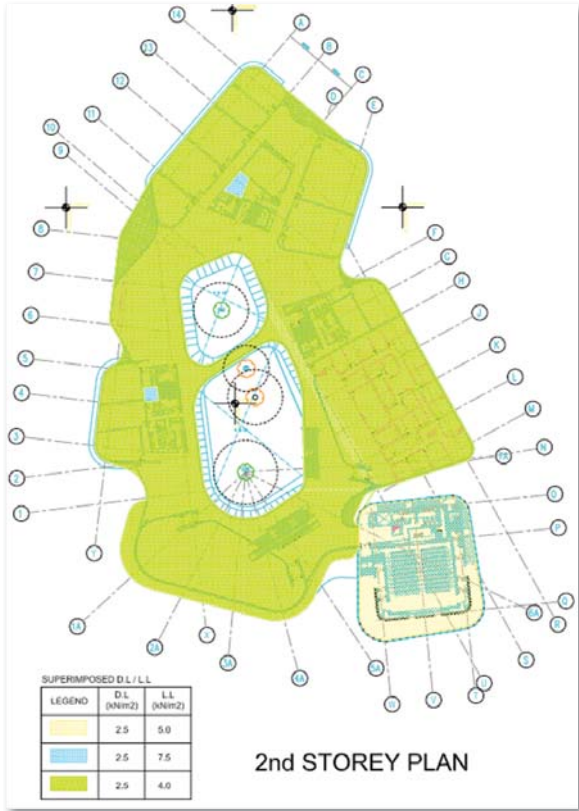 14
A
B
13
C
D
12
E
11
10
9
8
F
G
7
H
6
J
5
K
4
L
3
M
2
PA
N
1
O
P
Y
Q
6A
1A
R
2A
X
S
3A
5A
T
U
4A
W
V
SUPERIMPOSED D.L / L.L
LEGEND D.L (kN/m2) L.L (kN/m2)
2.5 5.0
2.5 7.5
2.5 4.0
2nd STOREY PLAN